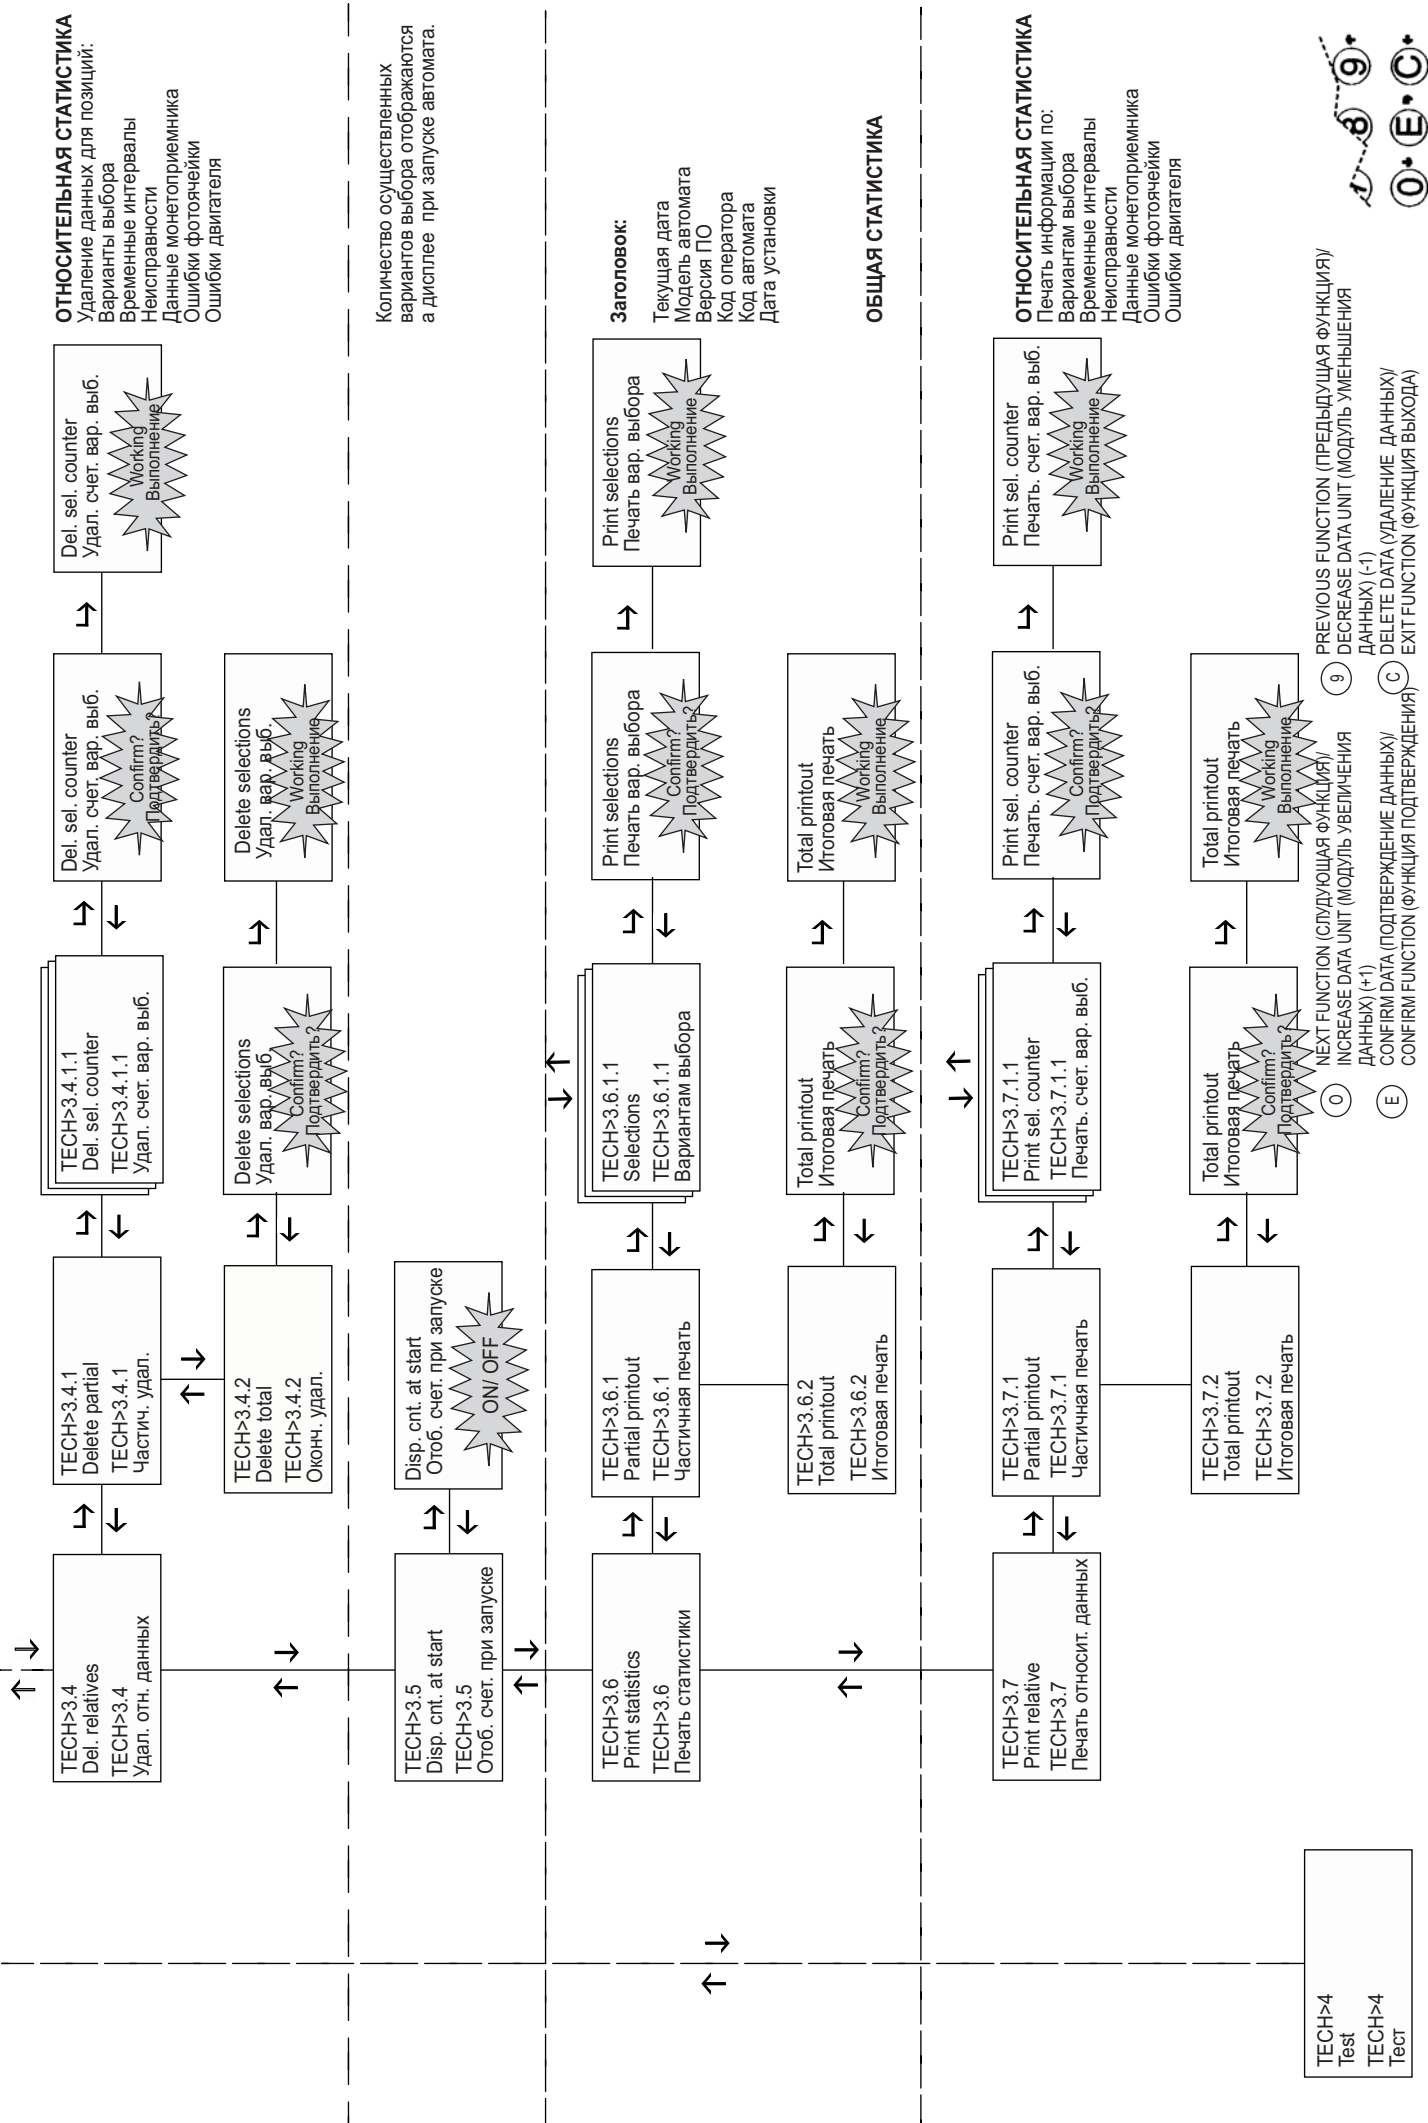 TECH>3.4
Del. relatives
TECH>3.4
Удал. отн. данных
TECH>3.4.1
Delete partial
TECH>3.4.1
Частич. удал.
TECH>3.4.1.1
Del. sel. counter
TECH>3.4.1.1
Удал. счет. вар. выб.
Del. sel. counter
Удал. счет. вар. выб.
Confirm?
Подтвердить?
Del. sel. counter
Удал. счет. вар. выб.
Working
Выполнение
ОТНОСИТЕЛЬНАЯ СТАТИСТИКА
Удаление данных для позиций:
Варианты выбора
Временные интервалы
Неисправности
Данные монетоприемника
Ошибки фотоячейки
Ошибки двигателя
TECH>3.4.2
Delete total
TECH>3.4.2
Оконч. удал.
Delete selections
Удал. вар. выб.
Confirm?
Подтвердить?
Delete selections
Удал. вар. выб.
Working
Выполнение
TECH>3.5
Disp. cnt. at start
TECH>3.5
Отоб. счет. при запуске
Disp. cnt. at start
Отоб. счет. при запуске
ON/ OFF
Количество осуществленных
вариантов выбора отображаются
а дисплее при запуске автомата.
TECH>3.6
Print statistics
TECH>3.6
Печать статистики
TECH>3.6.1
Partial printout
TECH>3.6.1
Частичная печать
TECH>3.6.1.1
Selections
TECH>3.6.1.1
Вариантам выбора
Print selections
Печать вар. выбора
Confirm?
Подтвердить?
Print selections
Печать вар. выбора
Working
Выполнение
Заголовок:
Текущая дата
Модель автомата
Версия ПО
Код оператора
Код автомата
Дата установки
TECH>3.6.2
Total printout
TECH>3.6.2
Итоговая печать
Total printout
Итоговая печать
Confirm?
Подтвердить?
Total printout
Итоговая печать
Working
Выполнение
ОБЩАЯ СТАТИСТИКА
TECH>3.7
Print relative
TECH>3.7
Печать относит. данных
TECH>3.7.1
Partial printout
TECH>3.7.1
Частичная печать
TECH>3.7.1.1
Print sel. counter
TECH>3.7.1.1
Печать. счет. вар. выб.
Print sel. counter
Печать. счет. вар. выб.
Confirm?
Подтвердить?
Print sel. counter
Печать. счет. вар. выб.
Working
Выполнение
ОТНОСИТЕЛЬНАЯ СТАТИСТИКА
Печать информации по:
Вариантам выбора
Временные интервалы
Неисправности
Данные монетоприемника
Ошибки фотоячейки
Ошибки двигателя
TECH>3.7.2
Total printout
TECH>3.7.2
Итоговая печать
Total printout
Итоговая печать
Confirm?
Подтвердить?
Total printout
Итоговая печать
Working
Выполнение
TECH>4
Test
TECH>4
Тест
0
NEXT FUNCTION (СЛУДУЮЩАЯ ФУНКЦИЯ)/
INCREASE DATA UNIT (МОДУЛЬ УВЕЛИЧЕНИЯ
ДАННЫХ) (+1)
E
CONFIRM DATA (ПОДТВЕРЖДЕНИЕ ДАННЫХ)/
CONFIRM FUNCTION (ФУНКЦИЯ ПОДТВЕРЖДЕНИЯ)
9
PREVIOUS FUNCTION (ПРЕДЫДУЩАЯ ФУНКЦИЯ)/
DECREASE DATA UNIT (МОДУЛЬ УМЕНЬШЕНИЯ
ДАННЫХ) (-1)
C
DELETE DATA (УДАЛЕНИЕ ДАННЫХ)/
EXIT FUNCTION (ФУНКЦИЯ ВЫХОДА)
1 8 9
0 E C